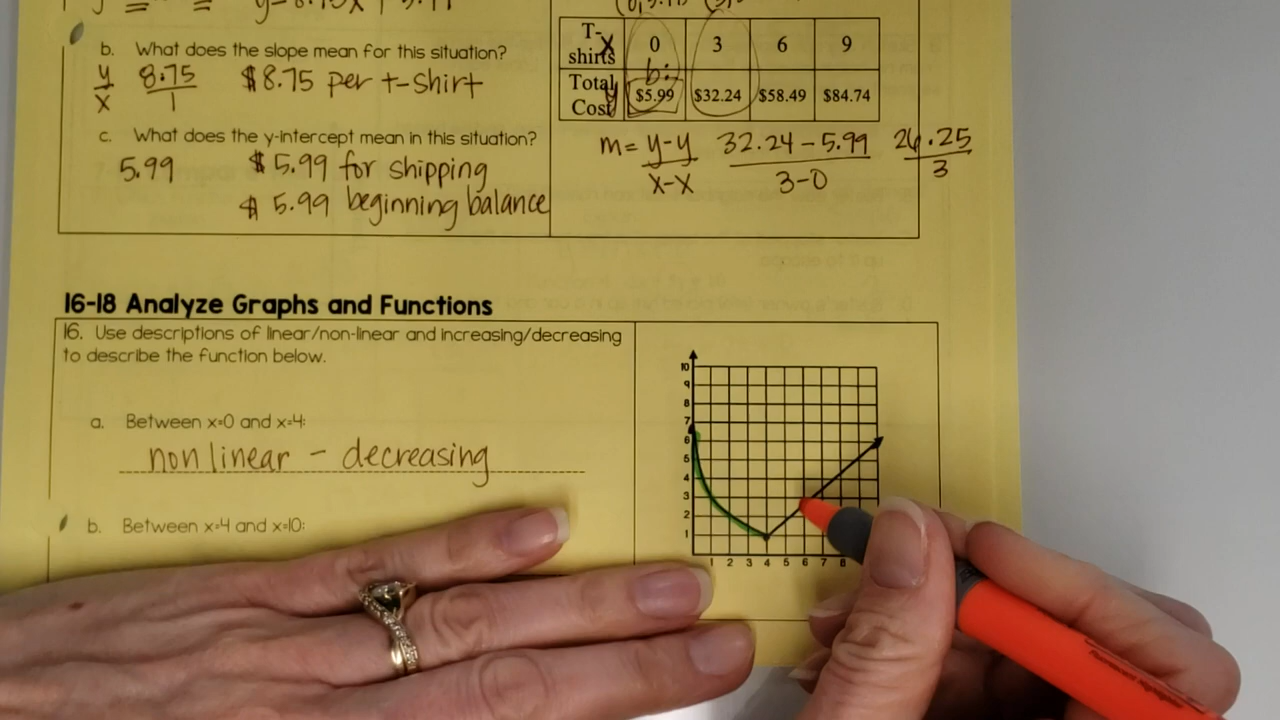 b. What does the slope mean for this situation?
y 8.75 $8.75 per t-shirt
x 1
c. What does the y-intercept mean in this situation?
5.99 $5.99 for shipping
$5.99 beginning balance
T-shirts x 0 3 6 9
b:
Total Cost y $5.99 $32.24 $58.49 $84.74
m= y-y 32.24-5.99 26.25
x-x 3-0 3
16-18 Analyze Graphs and Functions
16. Use descriptions of linear/non-linear and increasing/decreasing
to describe the function below.
a. Between x=0 and x=4:
non linear - decreasing
b. Between x=4 and x=10:
10
9
8
7
6
5
4
3
2
1
1 2 3 4 5 6 7 8